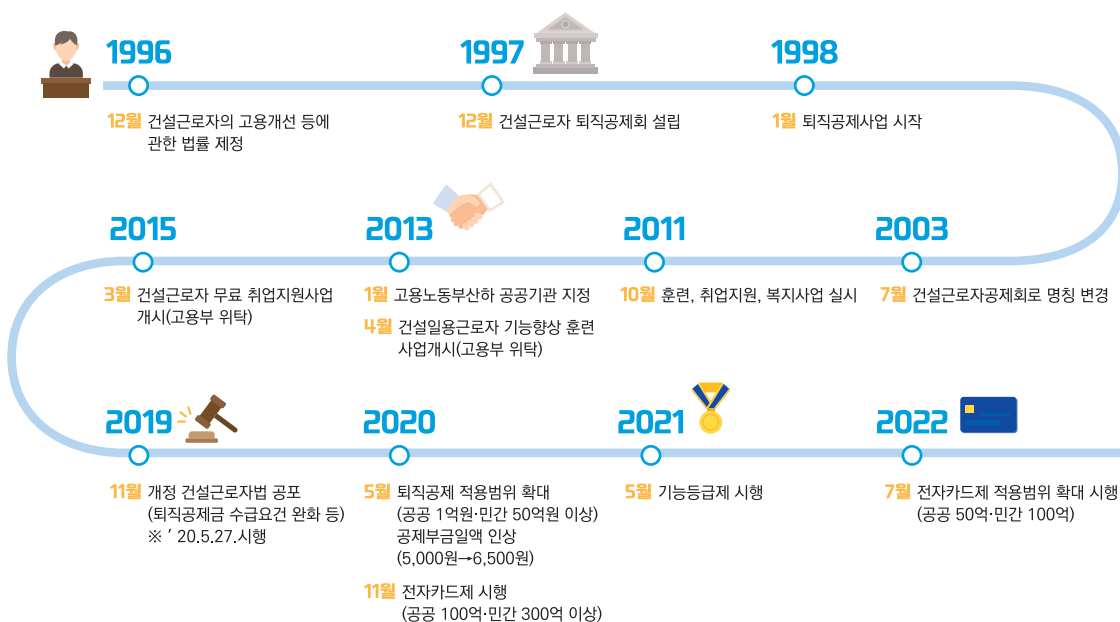 1996
12월 건설근로자의 고용개선 등에
관한 법률 제정
1997
12월 건설근로자 퇴직공제회 설립
1998
1월 퇴직공제사업 시작
2003
7월 건설근로자공제회로 명칭 변경
2011
10월 훈련, 취업지원, 복지사업 실시
2013
1월 고용노동부산하 공공기관 지정
4월 건설일용근로자 기능향상 훈련
사업개시(고용부 위탁)
2015
3월 건설근로자 무료 취업지원사업
개시(고용부 위탁)
2019
11월 개정 건설근로자법 공포
(퇴직공제금 수급요건 완화 등)
※ ’ 20.5.27.시행
2020
5월 퇴직공제 적용범위 확대
(공공 1억원·민간 50억원 이상)
공제부금일액 인상
(5,000원→6,500원)
11월 전자카드제 시행
(공공 100억·민간 300억 이상)
2021
5월 기능등급제 시행
2022
7월 전자카드제 적용범위 확대 시행
(공공 50억·민간 100억)